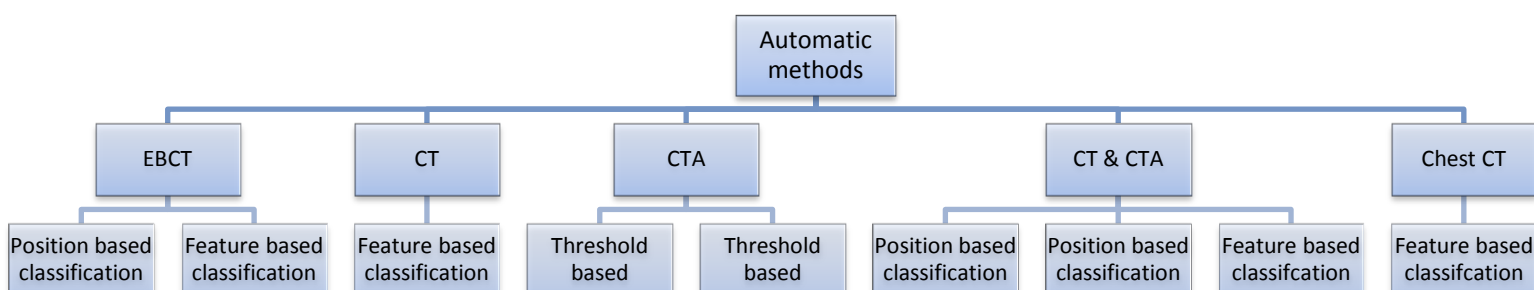 Automatic
methods
EBCT
CT
CTA
CT & CTA
Chest CT
Position based
classification
Feature based
classification
Feature based
classification
Threshold
based
Threshold
based
Position based
classification
Position based
classification
Feature based
classifcation
Feature based
classifcation